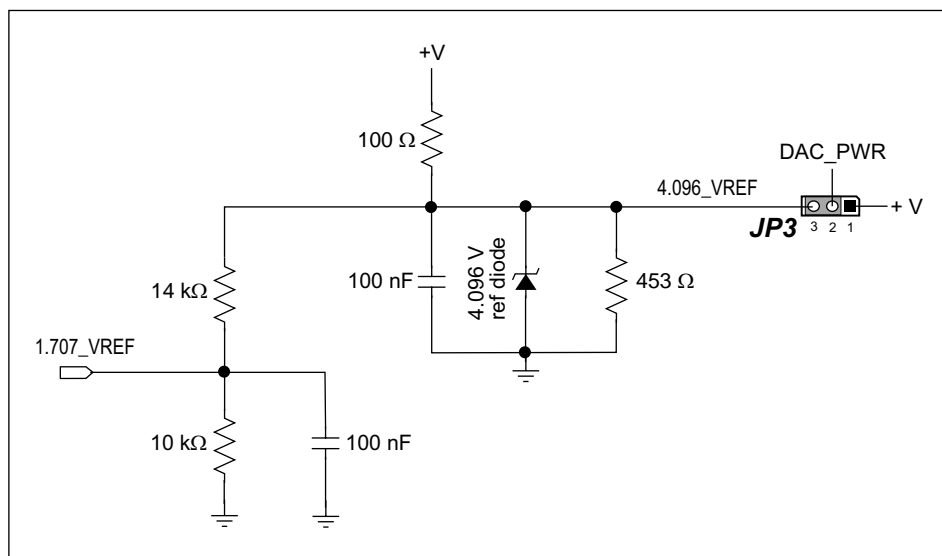 +V
100 Ω
DAC_PWR
4.096_VREF
+ V
JP3
3 2 1
14 kΩ
100 nF
4.096 V
ref diode
453 Ω
1.707_VREF
10 kΩ
100 nF